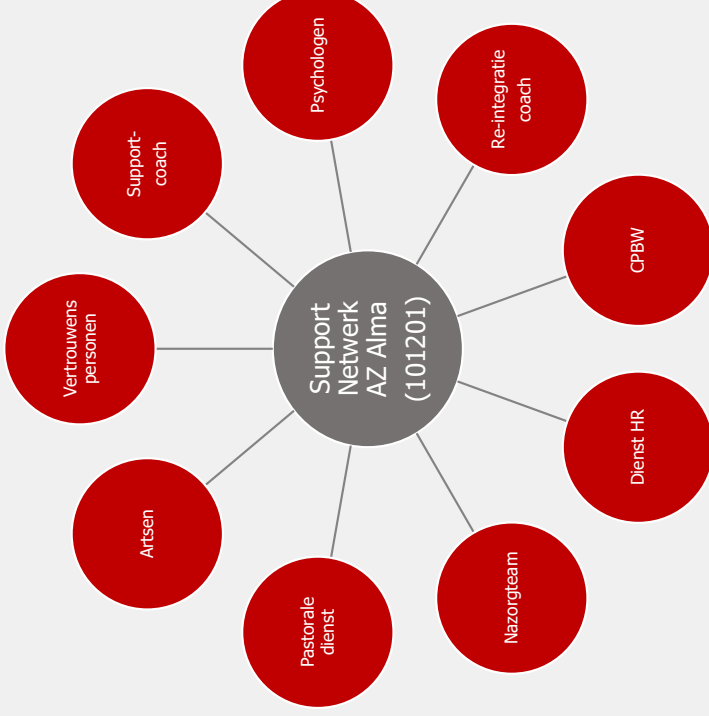 Support
Netwerk
AZ Alma
(101201)
Vertrouwens
personen
Support-
coach
Psychologen
Re-integratie
coach
CPBW
Dienst HR
Nazorgteam
Pastorale
dienst
Artsen